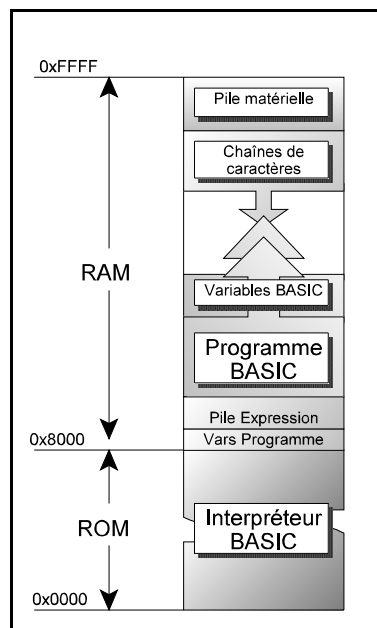 0xFFFF
Pile matérielle
Chaînes de
caractères
RAM
Variables BASIC
Programme
BASIC
Pile Expression
Vars Programme
0x8000
ROM
Interpréteur
BASIC
0x0000